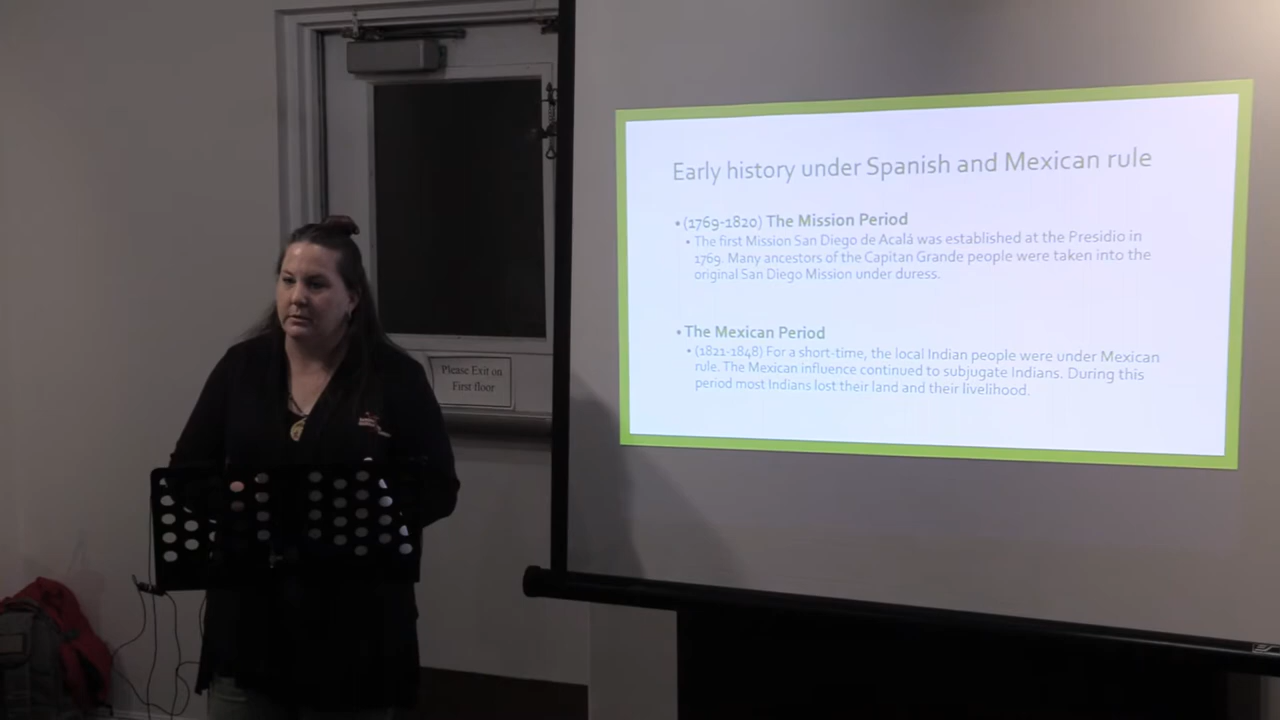 Early history under Spanish and Mexican rule
• (1769-1820) The Mission Period
• The first Mission San Diego de Acalá was established at the Presidio in
1769. Many ancestors of the Capitan Grande people were taken into the
original San Diego Mission under duress.
• The Mexican Period
• (1821-1848) For a short-time, the local Indian people were under Mexican
rule. The Mexican influence continued to subjugate Indians. During this
period most Indians lost their land and their livelihood.
Please Exit on
First floor